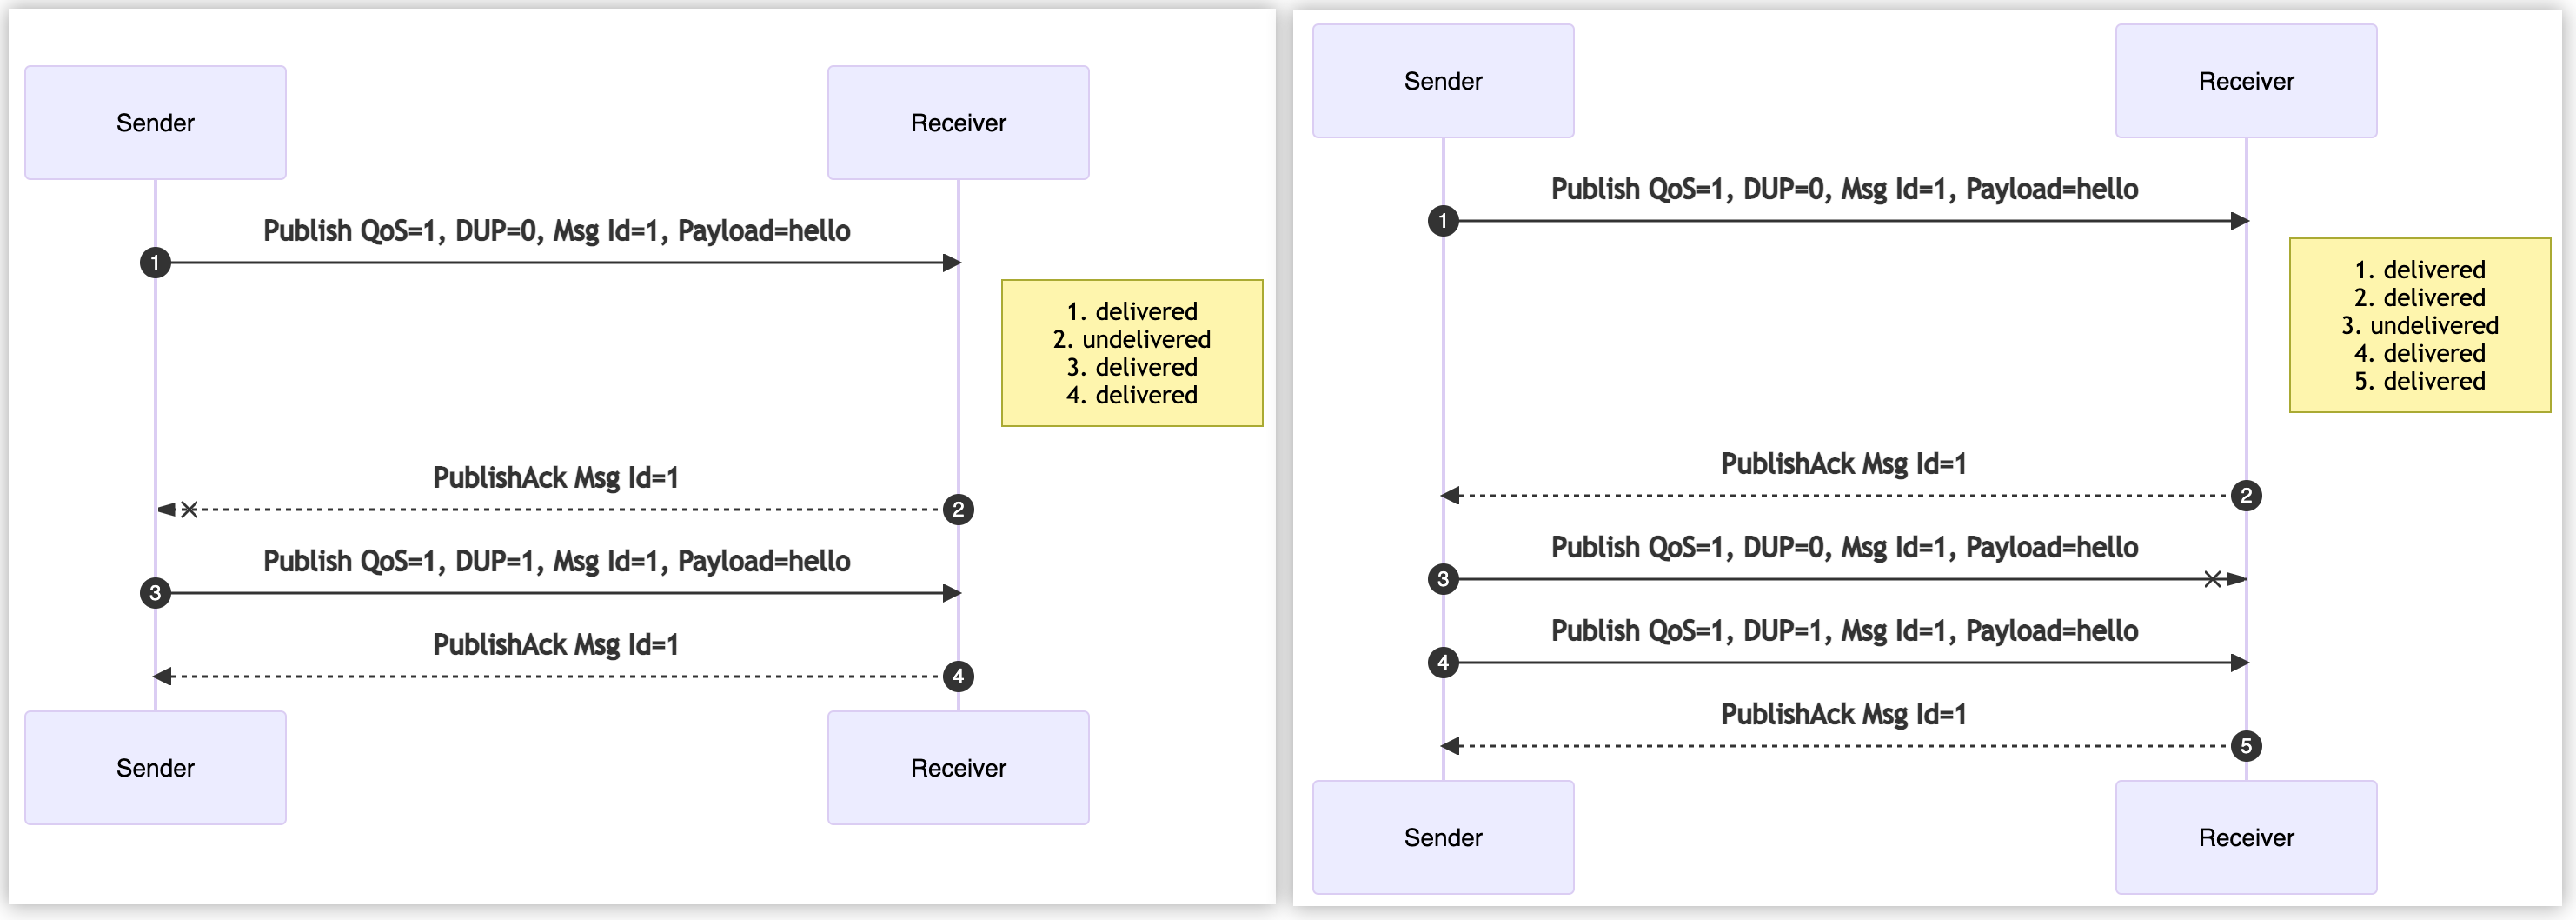 Sender
Receiver
Publish QoS=1, DUP=0, Msg Id=1, Payload=hello
1
1. delivered
2. undelivered
3. delivered
4. delivered
PublishAck Msg Id=1
2
Publish QoS=1, DUP=1, Msg Id=1, Payload=hello
3
PublishAck Msg Id=1
4
Sender
Receiver
Sender
Receiver
Publish QoS=1, DUP=0, Msg Id=1, Payload=hello
1
1. delivered
2. delivered
3. undelivered
4. delivered
5. delivered
PublishAck Msg Id=1
2
Publish QoS=1, DUP=0, Msg Id=1, Payload=hello
3
Publish QoS=1, DUP=1, Msg Id=1, Payload=hello
4
PublishAck Msg Id=1
5
Sender
Receiver